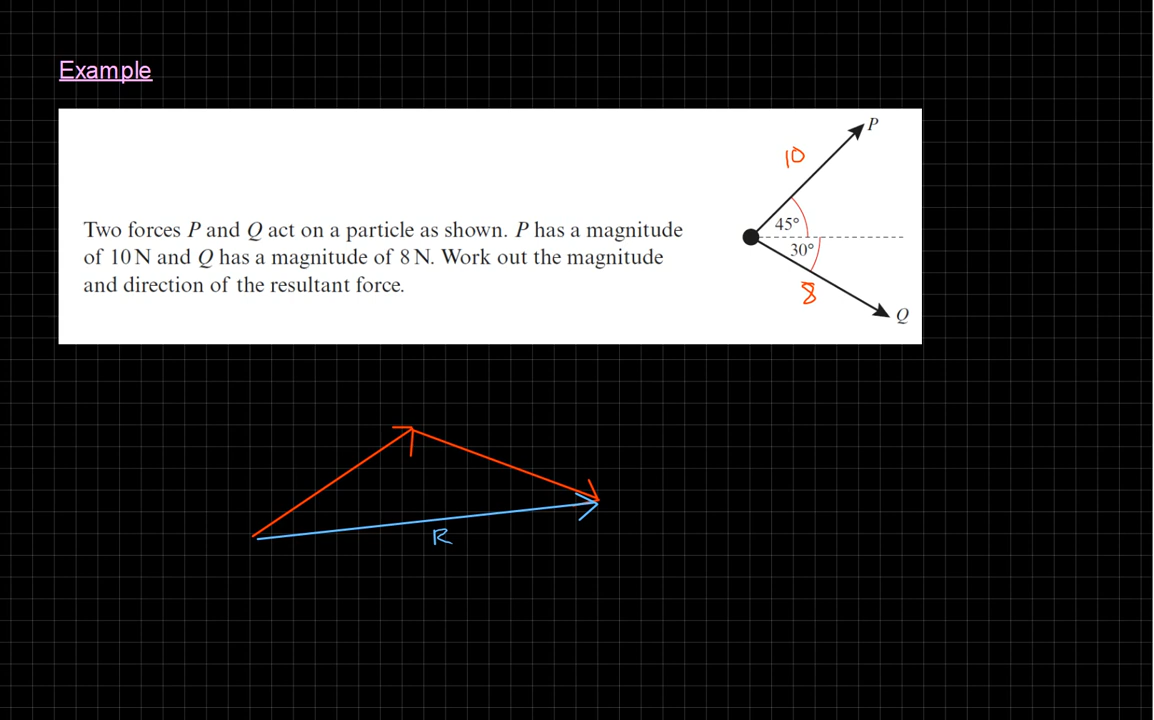 Example
P
10
Two forces P and Q act on a particle as shown. P has a magnitude
45°
of 10 N and Q has a magnitude of 8 N. Work out the magnitude
30°
and direction of the resultant force.
8
Q
R